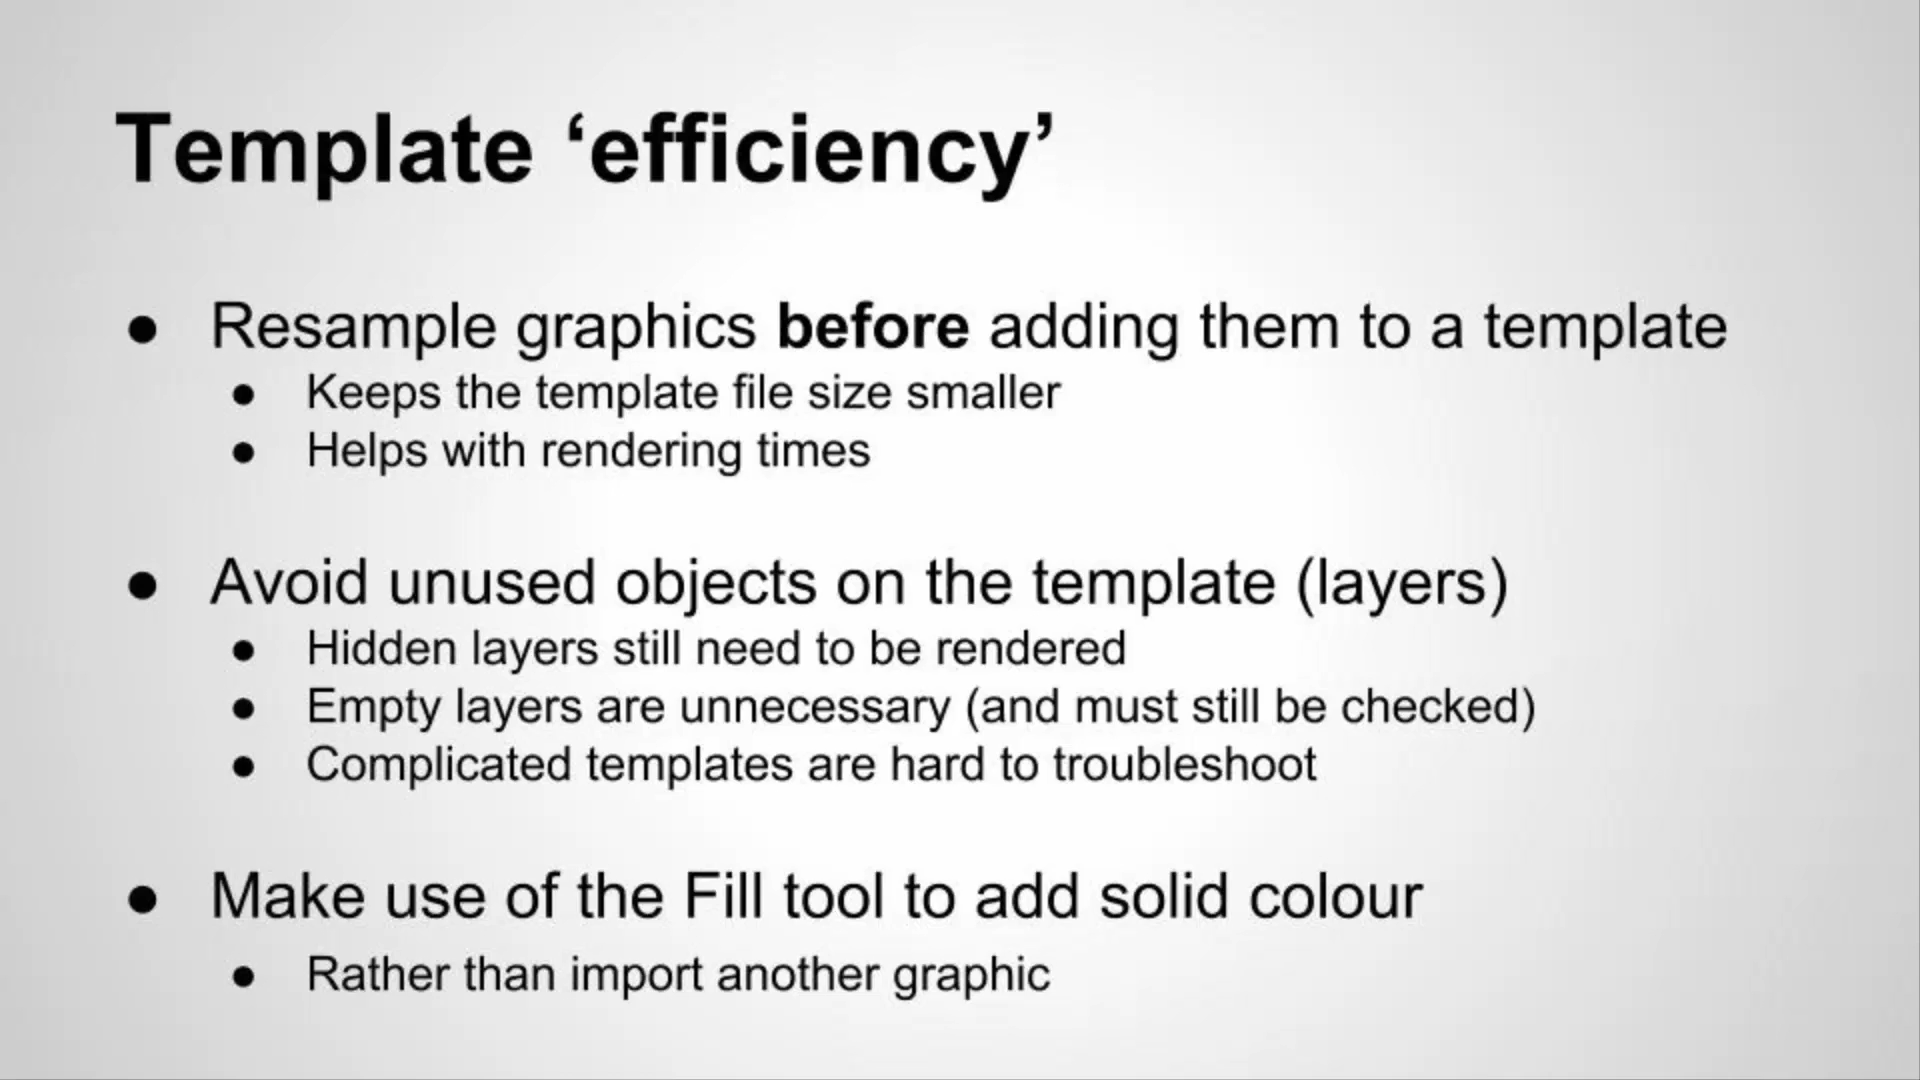 Template ‘efficiency’
● Resample graphics before adding them to a template
● Keeps the template file size smaller
● Helps with rendering times
● Avoid unused objects on the template (layers)
● Hidden layers still need to be rendered
● Empty layers are unnecessary (and must still be checked)
● Complicated templates are hard to troubleshoot
● Make use of the Fill tool to add solid colour
● Rather than import another graphic